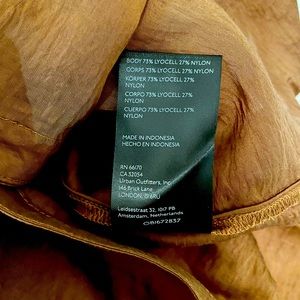 BODY 73% LYOCELL 27% NYLON
CORPS 73% LYOCELL 27% NYLON
KÖRPER 73% LYOCELL 27%
NYLON
CORPO 73% LYOCELL 27%
NYLON
CUERPO 73% LYOCELL 27%
NYLON
MADE IN INDONESIA
HECHO EN INDONESIA
RN 66170
CA 32054
Urban Outfitters, Inc.
146 Brick Lane
LONDON, E16RU
Leidsestraat 32, 1017 PB
Amsterdam, Netherlands
GB1672837